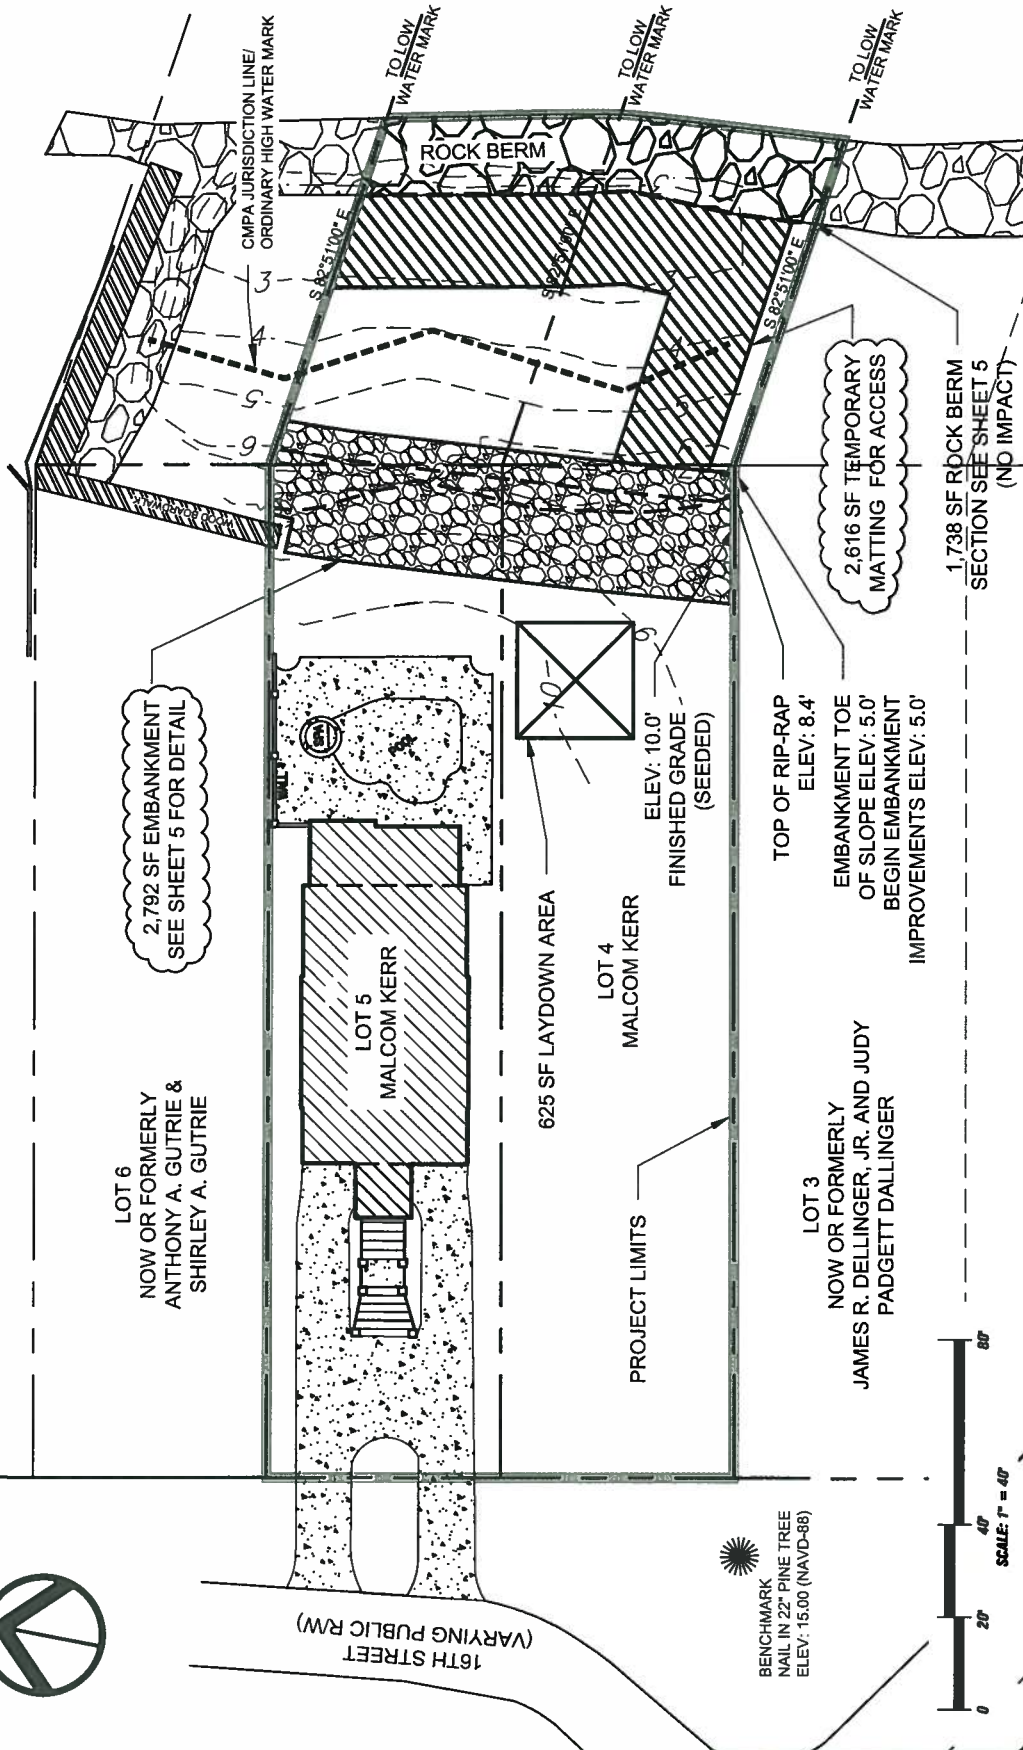 CMPA JURISDICTION LINE/
ORDINARY HIGH WATER MARK
TO LOW
WATER MARK
TO LOW
WATER MARK
TO LOW
WATER MARK
ROCK BERM
S 82°51'00" E
S 82°51'00" E
S 82°51'00" E
3
4
5
6
4
WOOD BOARDWALK
2,792 SF EMBANKMENT
SEE SHEET 5 FOR DETAIL
2,616 SF TEMPORARY
MATTING FOR ACCESS
1,738 SF ROCK BERM
SECTION SEE SHEET 5
(NO IMPACT)
SPA
POOL
WALL
10
9
ELEV: 10.0'
FINISHED GRADE
(SEEDED)
TOP OF RIP-RAP
ELEV: 8.4'
EMBANKMENT TOE
OF SLOPE ELEV: 5.0'
BEGIN EMBANKMENT
IMPROVEMENTS ELEV: 5.0'
LOT 5
MALCOM KERR
625 SF LAYDOWN AREA
LOT 4
MALCOM KERR
LOT 6
NOW OR FORMERLY
ANTHONY A. GUTRIE &
SHIRLEY A. GUTRIE
PROJECT LIMITS
LOT 3
NOW OR FORMERLY
JAMES R. DELLINGER, JR. AND JUDY
PADGETT DALLINGER
16TH STREET
(VARYING PUBLIC R/W)
BENCHMARK
NAIL IN 22" PINE TREE
ELEV: 15.00 (NAVD-88)
0 20' 40' 80'
SCALE: 1" = 40'